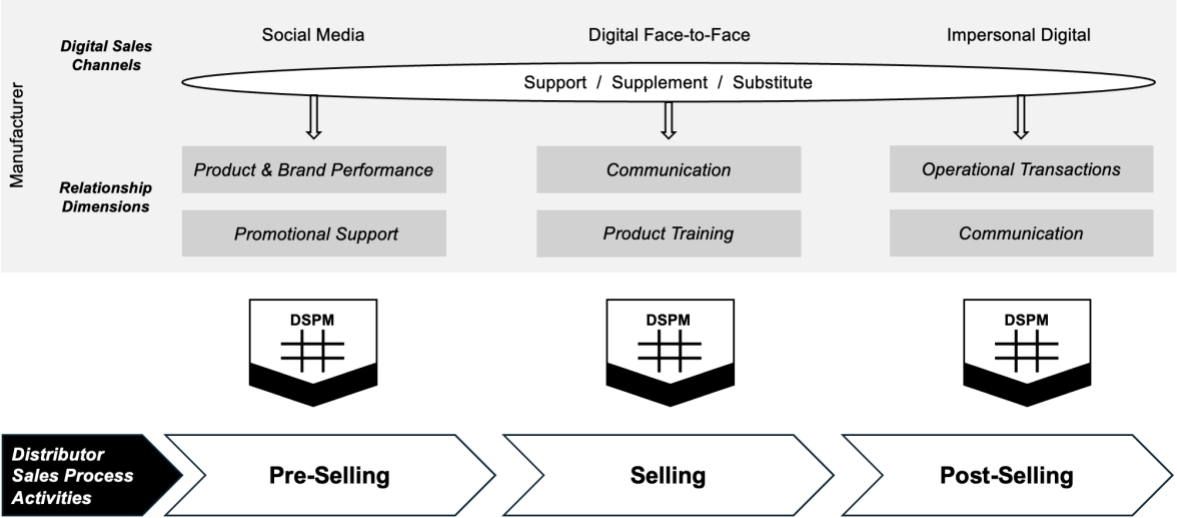 Manufacturer
Digital Sales
Channels
Social Media
Digital Face-to-Face
Impersonal Digital
Support / Supplement / Substitute
Relationship
Dimensions
Product & Brand Performance
Communication
Operational Transactions
Promotional Support
Product Training
Communication
DSPM
DSPM
DSPM
Distributor
Sales Process
Activities
Pre-Selling
Selling
Post-Selling